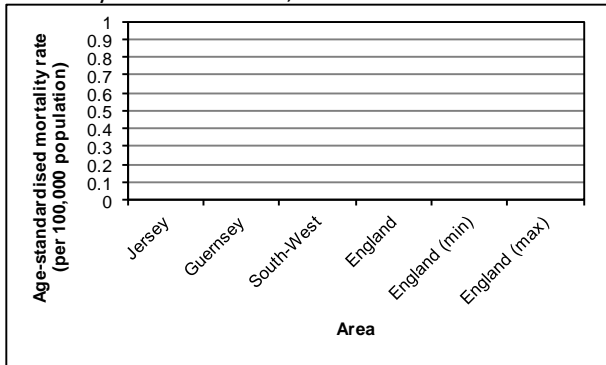 1
0.9
0.8
0.7
0.6
0.5
0.4
0.3
0.2
0.1
0
Age-standardised mortality rate
(per 100,000 population)
Jersey
Guernsey
South-West
England
England (min)
England (max)
Area